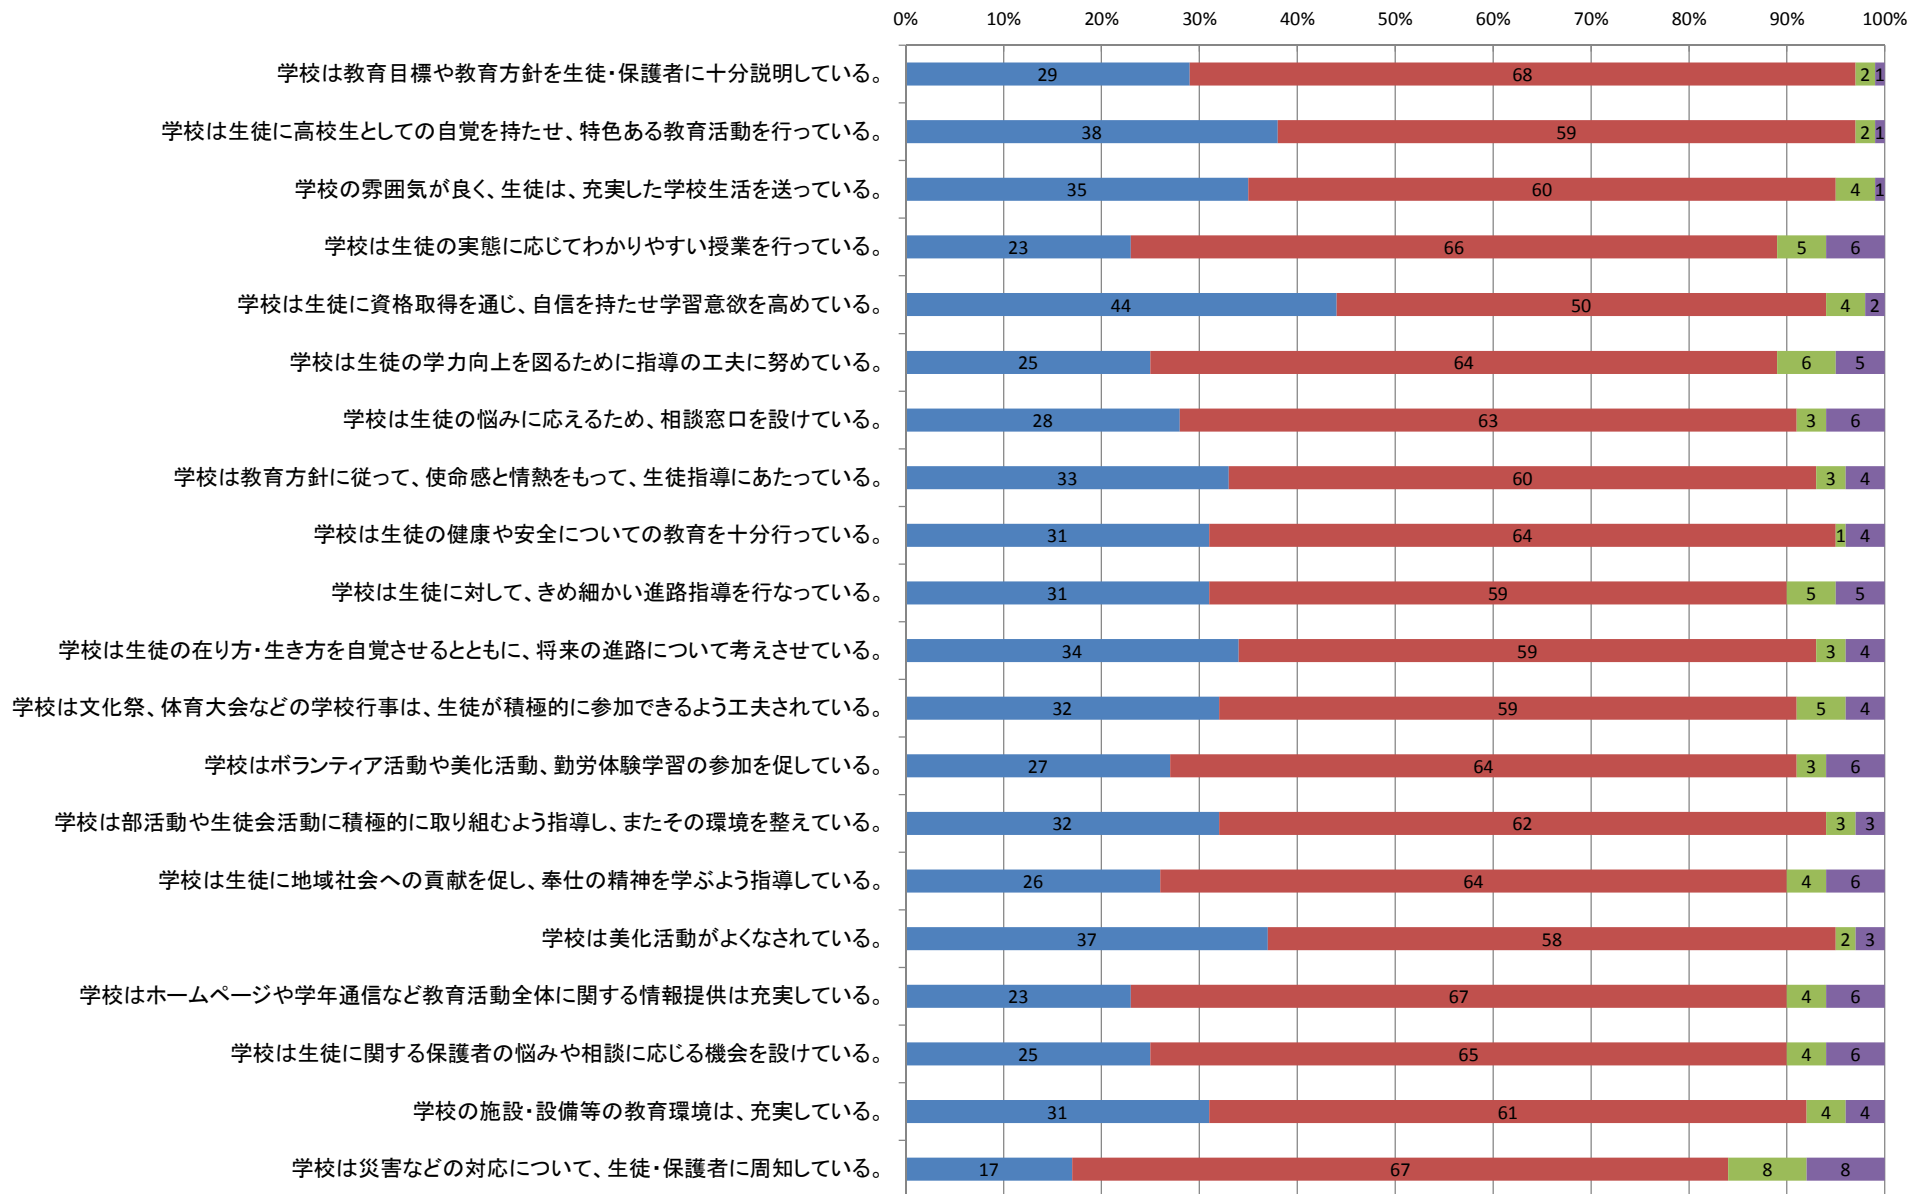 0% 10% 20% 30% 40% 50% 60% 70% 80% 90% 100%
学校は教育目標や教育方針を生徒・保護者に十分説明している。 29 68 2 1
学校は生徒に高校生としての自覚を持たせ、特色ある教育活動を行っている。 38 59 2 1
学校の雰囲気が良く、生徒は、充実した学校生活を送っている。 35 60 4 1
学校は生徒の実態に応じてわかりやすい授業を行っている。 23 66 5 6
学校は生徒に資格取得を通じ、自信を持たせ学習意欲を高めている。 44 50 4 2
学校は生徒の学力向上を図るために指導の工夫に努めている。 25 64 6 5
学校は生徒の悩みに応えるため、相談窓口を設けている。 28 63 3 6
学校は教育方針に従って、使命感と情熱をもって、生徒指導にあたっている。 33 60 3 4
学校は生徒の健康や安全についての教育を十分行っている。 31 64 1 4
学校は生徒に対して、きめ細かい進路指導を行なっている。 31 59 5 5
学校は生徒の在り方・生き方を自覚させるとともに、将来の進路について考えさせている。 34 59 3 4
学校は文化祭、体育大会などの学校行事は、生徒が積極的に参加できるよう工夫されている。 32 59 5 4
学校はボランティア活動や美化活動、勤労体験学習の参加を促している。 27 64 3 6
学校は部活動や生徒会活動に積極的に取り組むよう指導し、またその環境を整えている。 32 62 3 3
学校は生徒に地域社会への貢献を促し、奉仕の精神を学ぶよう指導している。 26 64 4 6
学校は美化活動がよくなされている。 37 58 2 3
学校はホームページや学年通信など教育活動全体に関する情報提供は充実している。 23 67 4 6
学校は生徒に関する保護者の悩みや相談に応じる機会を設けている。 25 65 4 6
学校の施設・設備等の教育環境は、充実している。 31 61 4 4
学校は災害などの対応について、生徒・保護者に周知している。 17 67 8 8